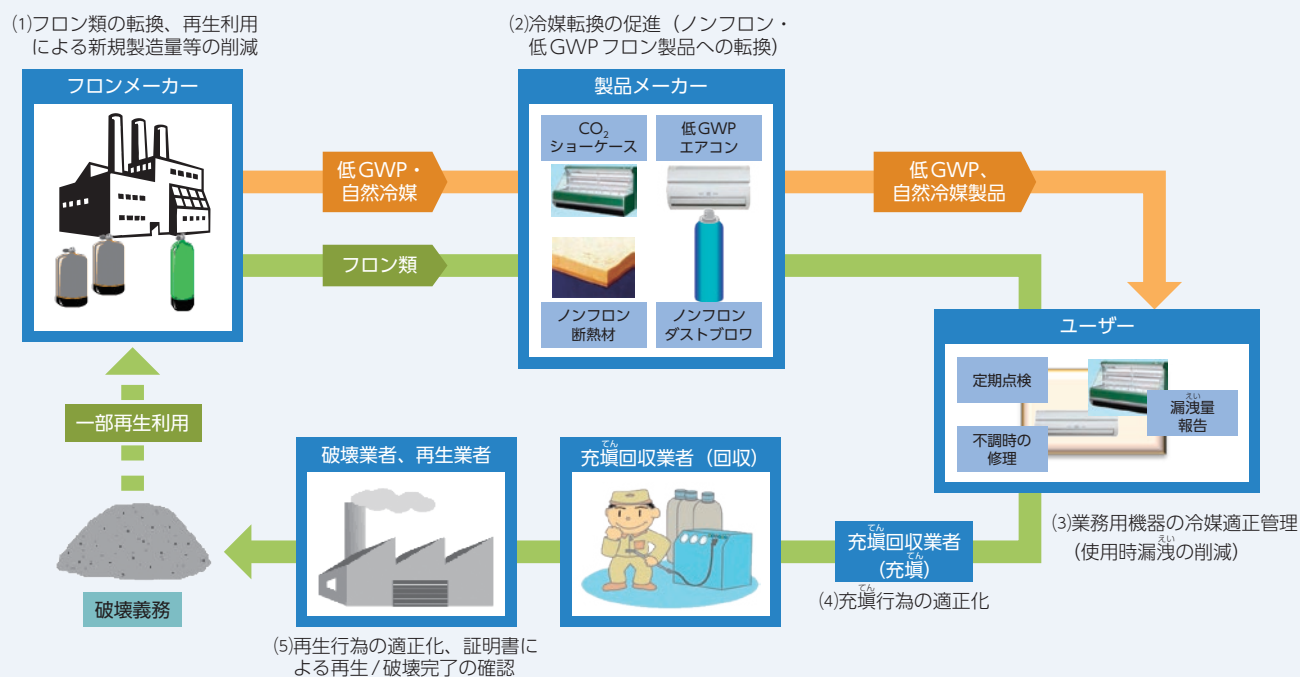 (1)フロン類の転換、再生利用
による新規製造量等の削減
(2)冷媒転換の促進（ノンフロン・
低GWPフロン製品への転換）
フロンメーカー
製品メーカー
CO₂
ショーケース
低GWP
エアコン
低GWP・
自然冷媒
低GWP、
自然冷媒製品
フロン類
ノンフロン
断熱材
ノンフロン
ダストブロワ
ユーザー
定期点検
えい
漏洩量
報告
不調時の
修理
一部再生利用
破壊業者、再生業者
てん
充塡回収業者（回収）
(3)業務用機器の冷媒適正管理
えい
（使用時漏洩の削減）
てん
充塡回収業者
てん
（充塡）
てん
(4)充塡行為の適正化
破壊義務
(5)再生行為の適正化、証明書に
よる再生/破壊完了の確認